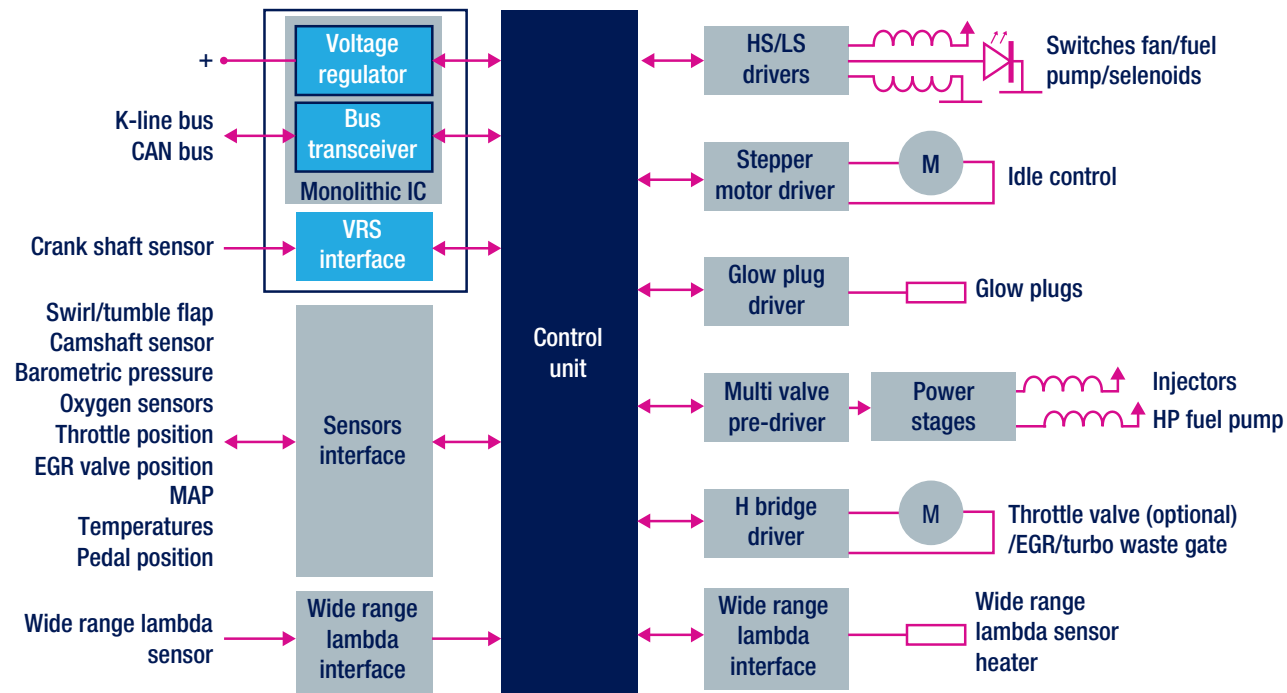 +
K-line bus
CAN bus
Crank shaft sensor
Swirl/tumble flap
Camshaft sensor
Barometric pressure
Oxygen sensors
Throttle position
EGR valve position
MAP
Temperatures
Pedal position
Wide range lambda
sensor
Voltage
regulator
Bus
transceiver
Monolithic IC
VRS
interface
Sensors
interface
Wide range
lambda
interface
Control
unit
HS/LS
drivers
Switches fan/fuel
pump/selenoids
Stepper
motor driver
M
Idle control
Glow plug
driver
Glow plugs
Multi valve
pre-driver
Power
stages
Injectors
HP fuel pump
H bridge
driver
M
Throttle valve (optional)
/EGR/turbo waste gate
Wide range
lambda
interface
Wide range
lambda sensor
heater